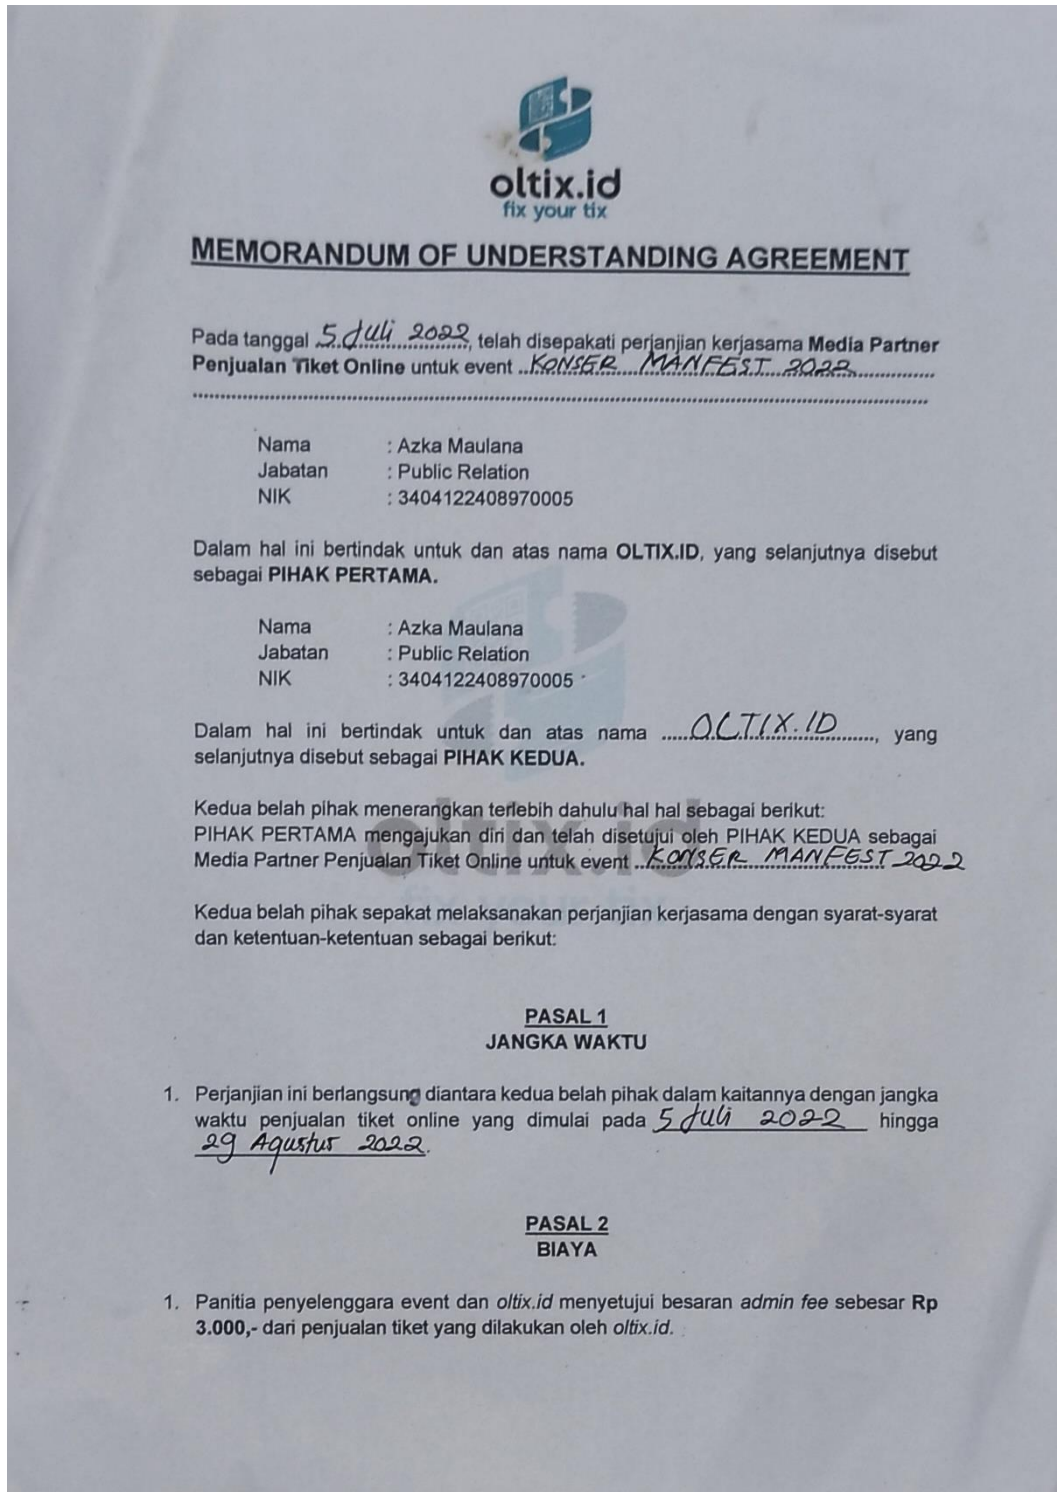 oltix.id
fix your tix
MEMORANDUM OF UNDERSTANDING AGREEMENT
Pada tanggal 5 Juli 2022, telah disepakati perjanjian kerjasama Media Partner
Penjualan Tiket Online untuk event KONSER MANFEST 2022
Nama : Azka Maulana
Jabatan : Public Relation
NIK : 3404122408970005
Dalam hal ini bertindak untuk dan atas nama OLTIX.ID, yang selanjutnya disebut
sebagai PIHAK PERTAMA.
Nama : Azka Maulana
Jabatan : Public Relation
NIK : 3404122408970005
Dalam hal ini bertindak untuk dan atas nama OLTIX.ID, yang
selanjutnya disebut sebagai PIHAK KEDUA.
Kedua belah pihak menerangkan terlebih dahulu hal hal sebagai berikut:
PIHAK PERTAMA mengajukan diri dan telah disetujui oleh PIHAK KEDUA sebagai
Media Partner Penjualan Tiket Online untuk event KONSER MANFEST 2022
oltix.id
fix your tix
Kedua belah pihak sepakat melaksanakan perjanjian kerjasama dengan syarat-syarat
dan ketentuan-ketentuan sebagai berikut:
PASAL 1
JANGKA WAKTU
1. Perjanjian ini berlangsung diantara kedua belah pihak dalam kaitannya dengan jangka
waktu penjualan tiket online yang dimulai pada 5 Juli 2022 hingga
29 Agustus 2022.
PASAL 2
BIAYA
1. Panitia penyelenggara event dan oltix.id menyetujui besaran admin fee sebesar Rp
3.000,- dari penjualan tiket yang dilakukan oleh oltix.id.